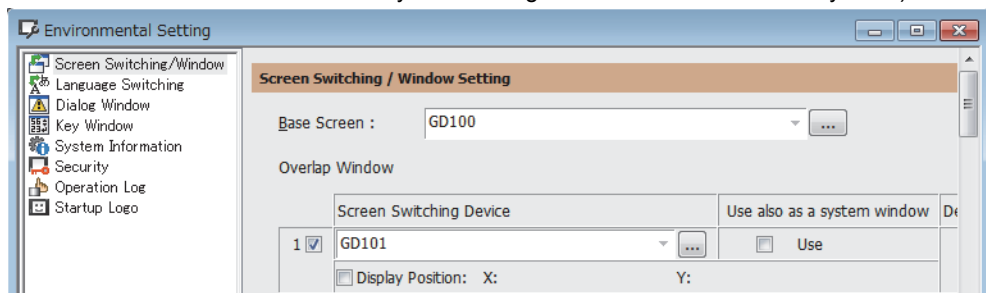 Environmental Setting
Screen Switching/Window
Language Switching
Dialog Window
Key Window
System Information
Security
Operation Log
Startup Logo
Screen Switching / Window Setting
Base Screen : GD100 ...
Overlap Window
Screen Switching Device Use also as a system window
1 GD101 ... Use
Display Position: X: Y: